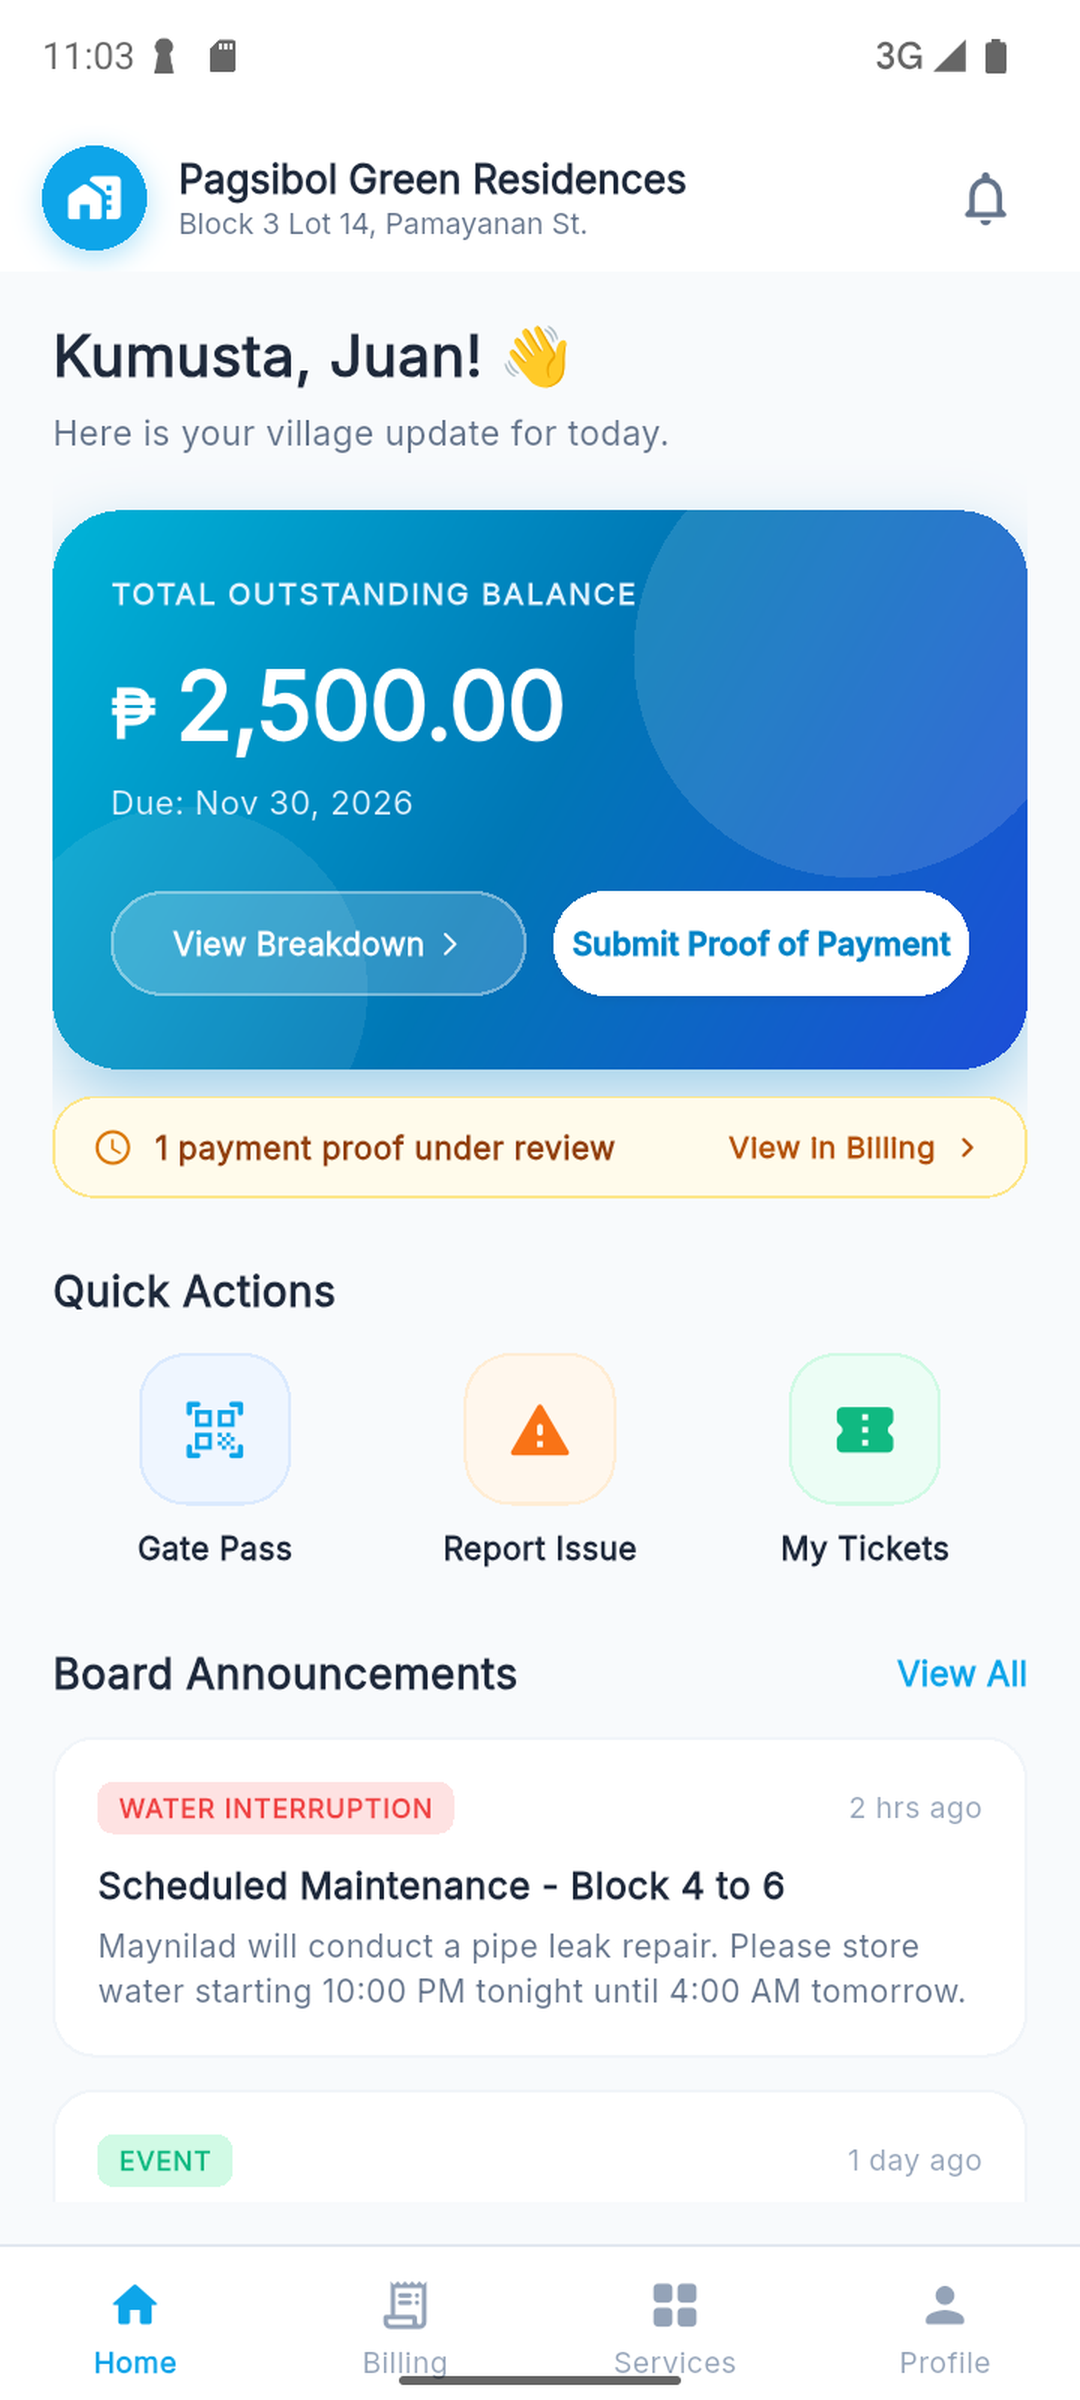 11:03
3G
Pagsibol Green Residences
Block 3 Lot 14, Pamayanan St.
Kumusta, Juan! 👋
Here is your village update for today.
TOTAL OUTSTANDING BALANCE
₱ 2,500.00
Due: Nov 30, 2026
View Breakdown
Submit Proof of Payment
1 payment proof under review
View in Billing
Quick Actions
Gate Pass
Report Issue
My Tickets
Board Announcements
View All
WATER INTERRUPTION
2 hrs ago
Scheduled Maintenance - Block 4 to 6
Maynilad will conduct a pipe leak repair. Please store
water starting 10:00 PM tonight until 4:00 AM tomorrow.
EVENT
1 day ago
Home
Billing
Services
Profile